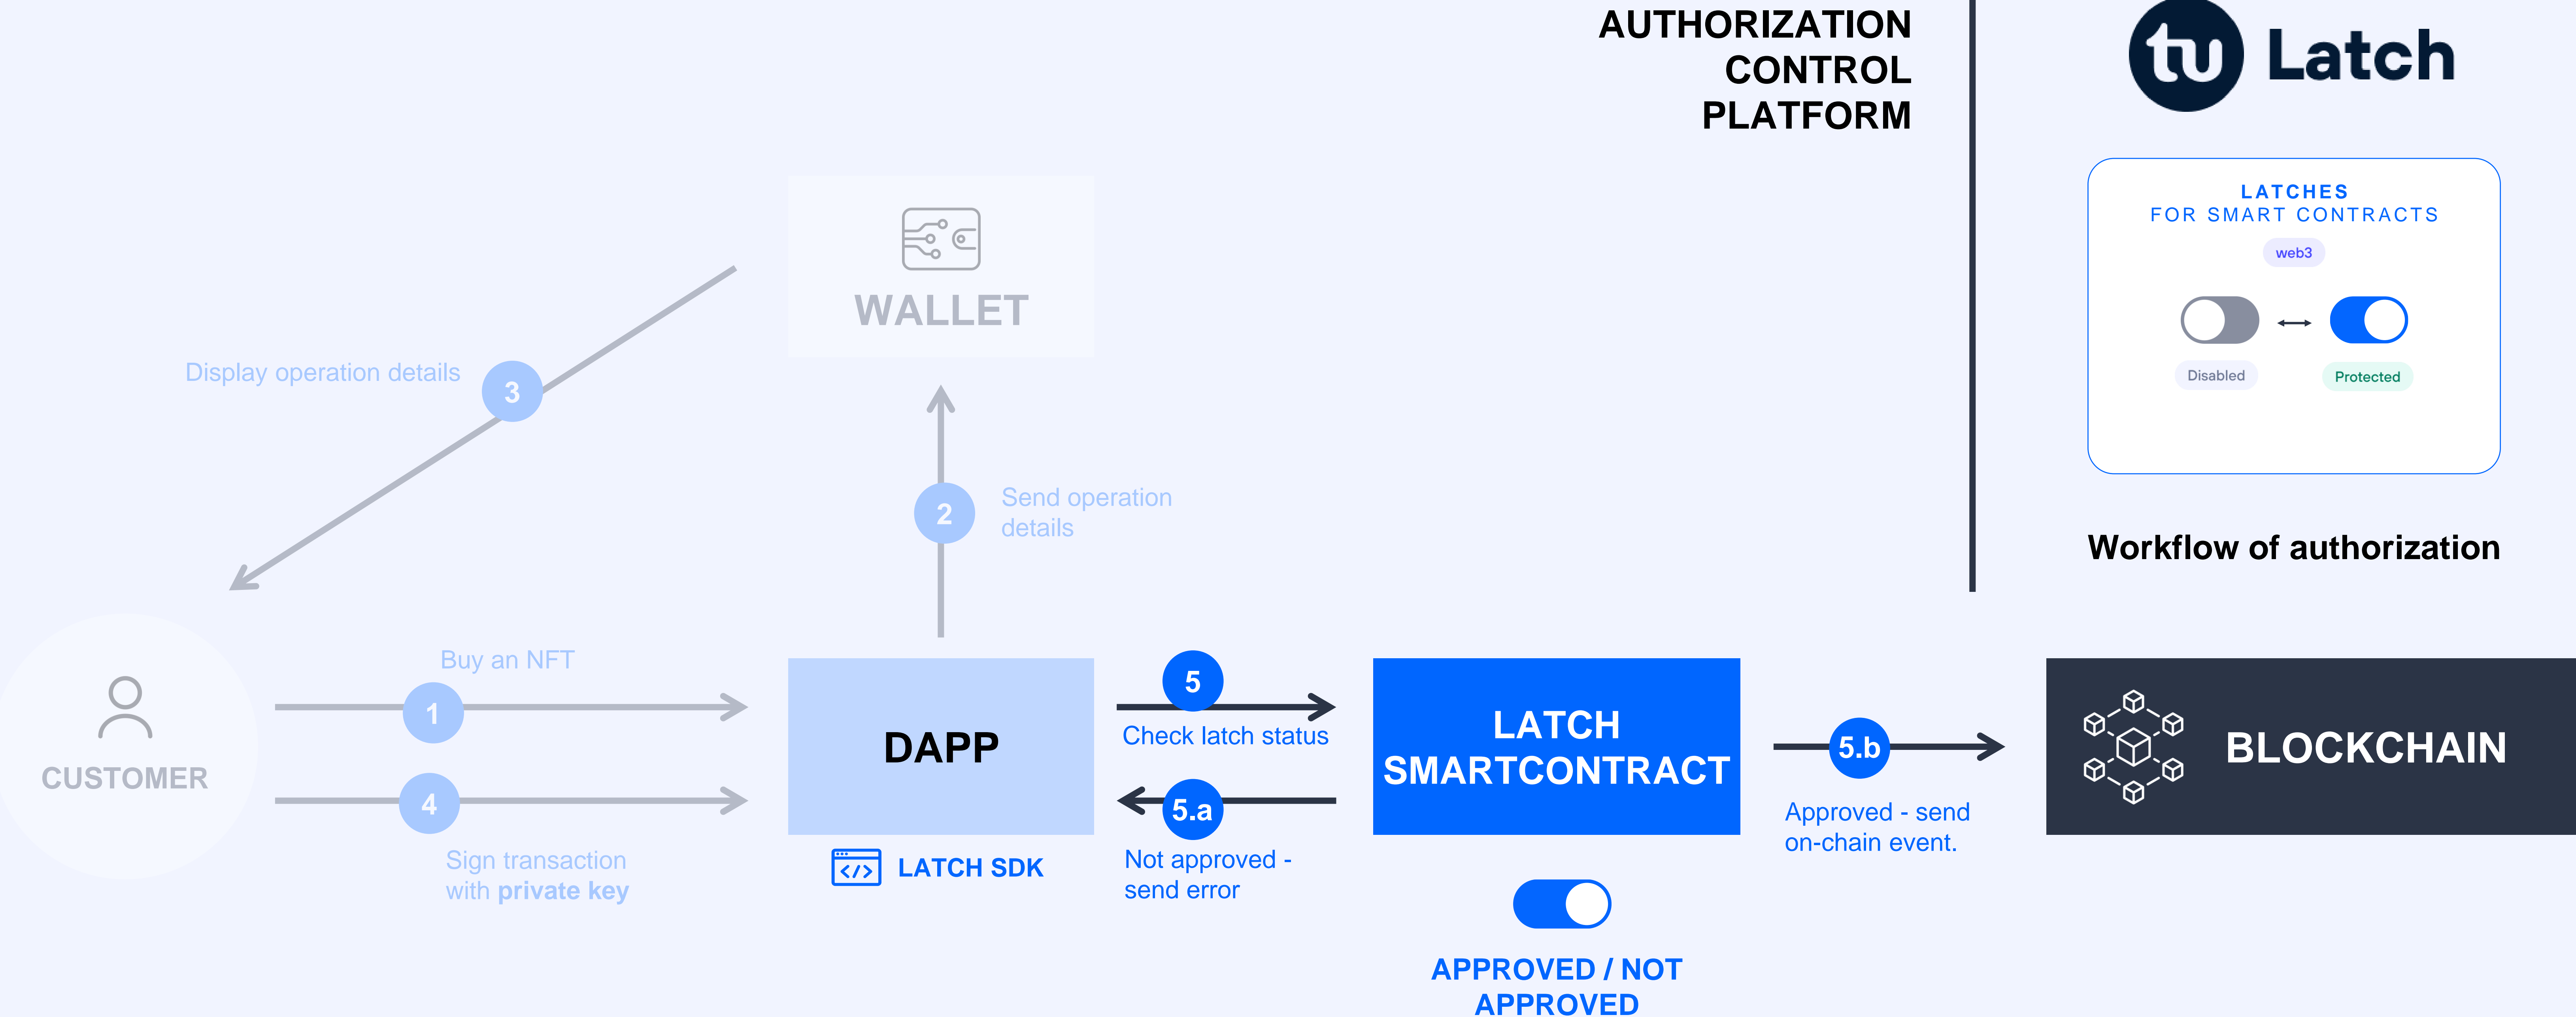 AUTHORIZATION
CONTROL
PLATFORM
tu Latch
LATCHES
FOR SMART CONTRACTS
web3
Disabled
Protected
Workflow of authorization
WALLET
Display operation details
3
2
Send operation
details
CUSTOMER
Buy an NFT
1
4
Sign transaction
with private key
DAPP
LATCH SDK
5
Check latch status
5.a
Not approved -
send error
LATCH
SMARTCONTRACT
APPROVED / NOT
APPROVED
5.b
Approved - send
on-chain event.
BLOCKCHAIN